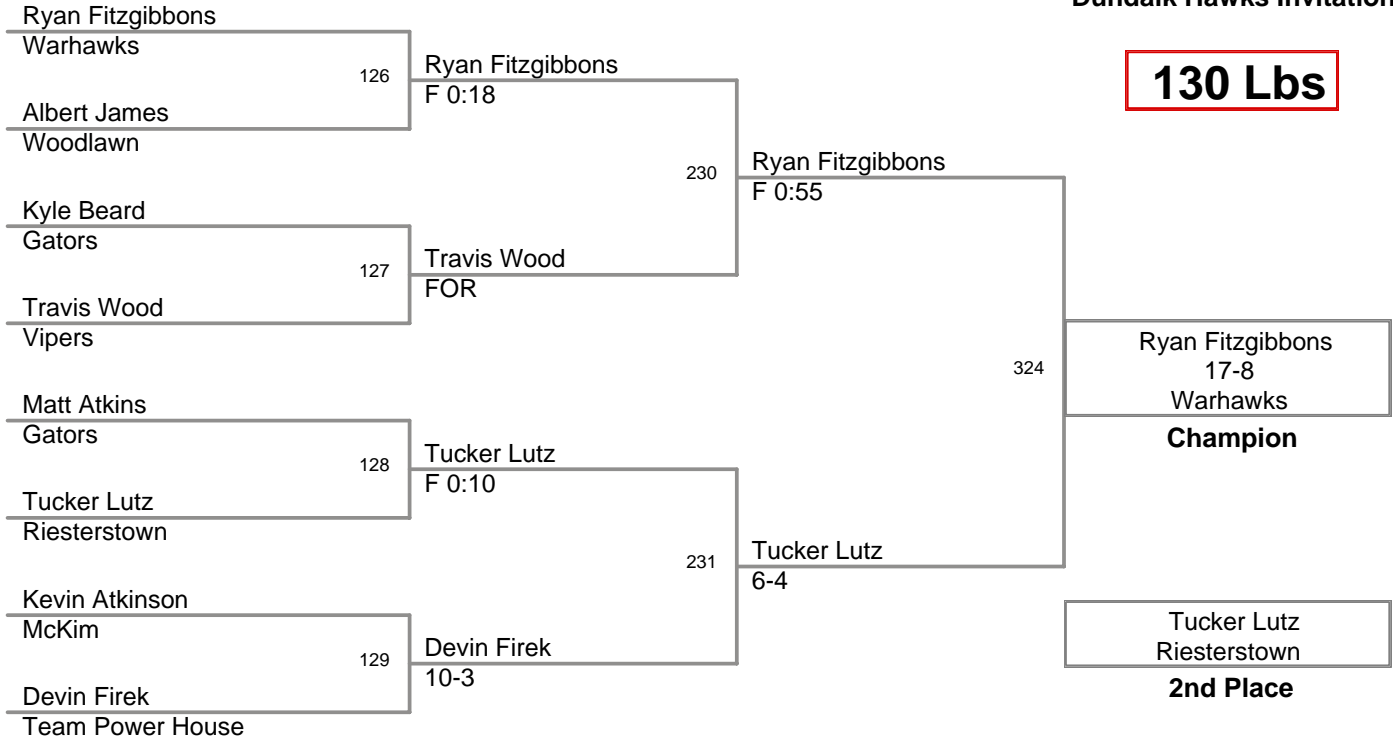 Dundalk Hawks Invitation
130 Lbs
Ryan Fitzgibbons
Warhawks
126
Albert James
Woodlawn
Ryan Fitzgibbons
F 0:18
Kyle Beard
Gators
127
Travis Wood
Vipers
Travis Wood
FOR
230
Ryan Fitzgibbons
F 0:55
Matt Atkins
Gators
128
Tucker Lutz
Riesterstown
Tucker Lutz
F 0:10
Kevin Atkinson
McKim
129
Devin Firek
Team Power House
Devin Firek
10-3
231
Tucker Lutz
6-4
324
Ryan Fitzgibbons
17-8
Warhawks
Champion
Tucker Lutz
Riesterstown
2nd Place